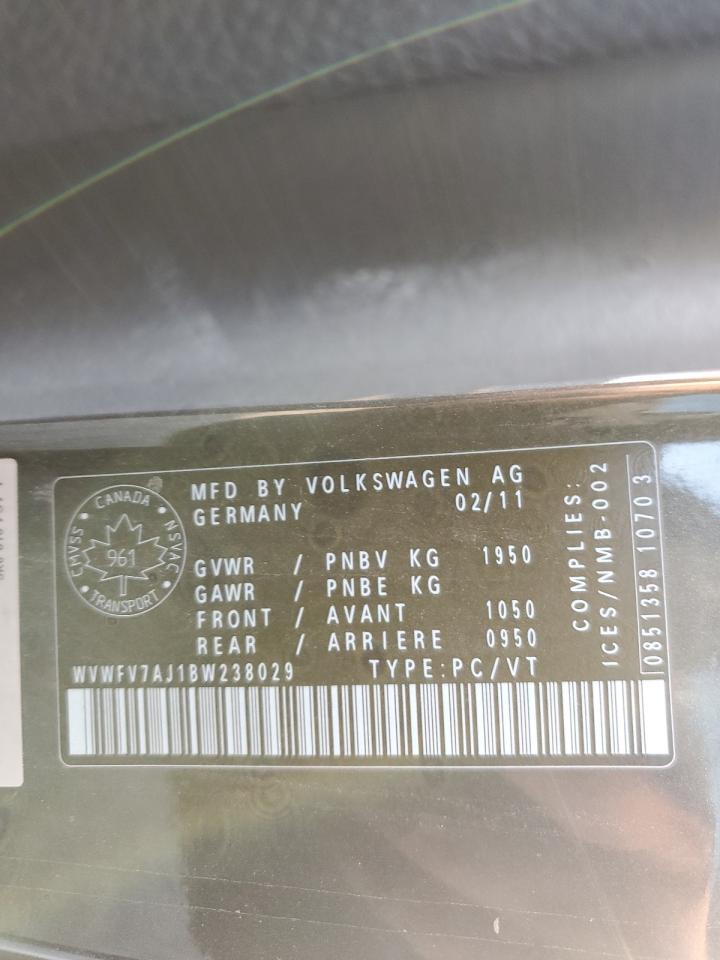 CANADA
CMVSS
NSVAC
961
TRANSPORT
MFD BY VOLKSWAGEN AG
GERMANY 02/11
GVWR / PNBV KG 1950
GAWR / PNBE KG
FRONT / AVANT 1050
REAR / ARRIERE 0950
WVWFV7AJ1BW238029 TYPE:PC/VT
COMPLIES:
ICES/NMB-002
0851358 1070 3